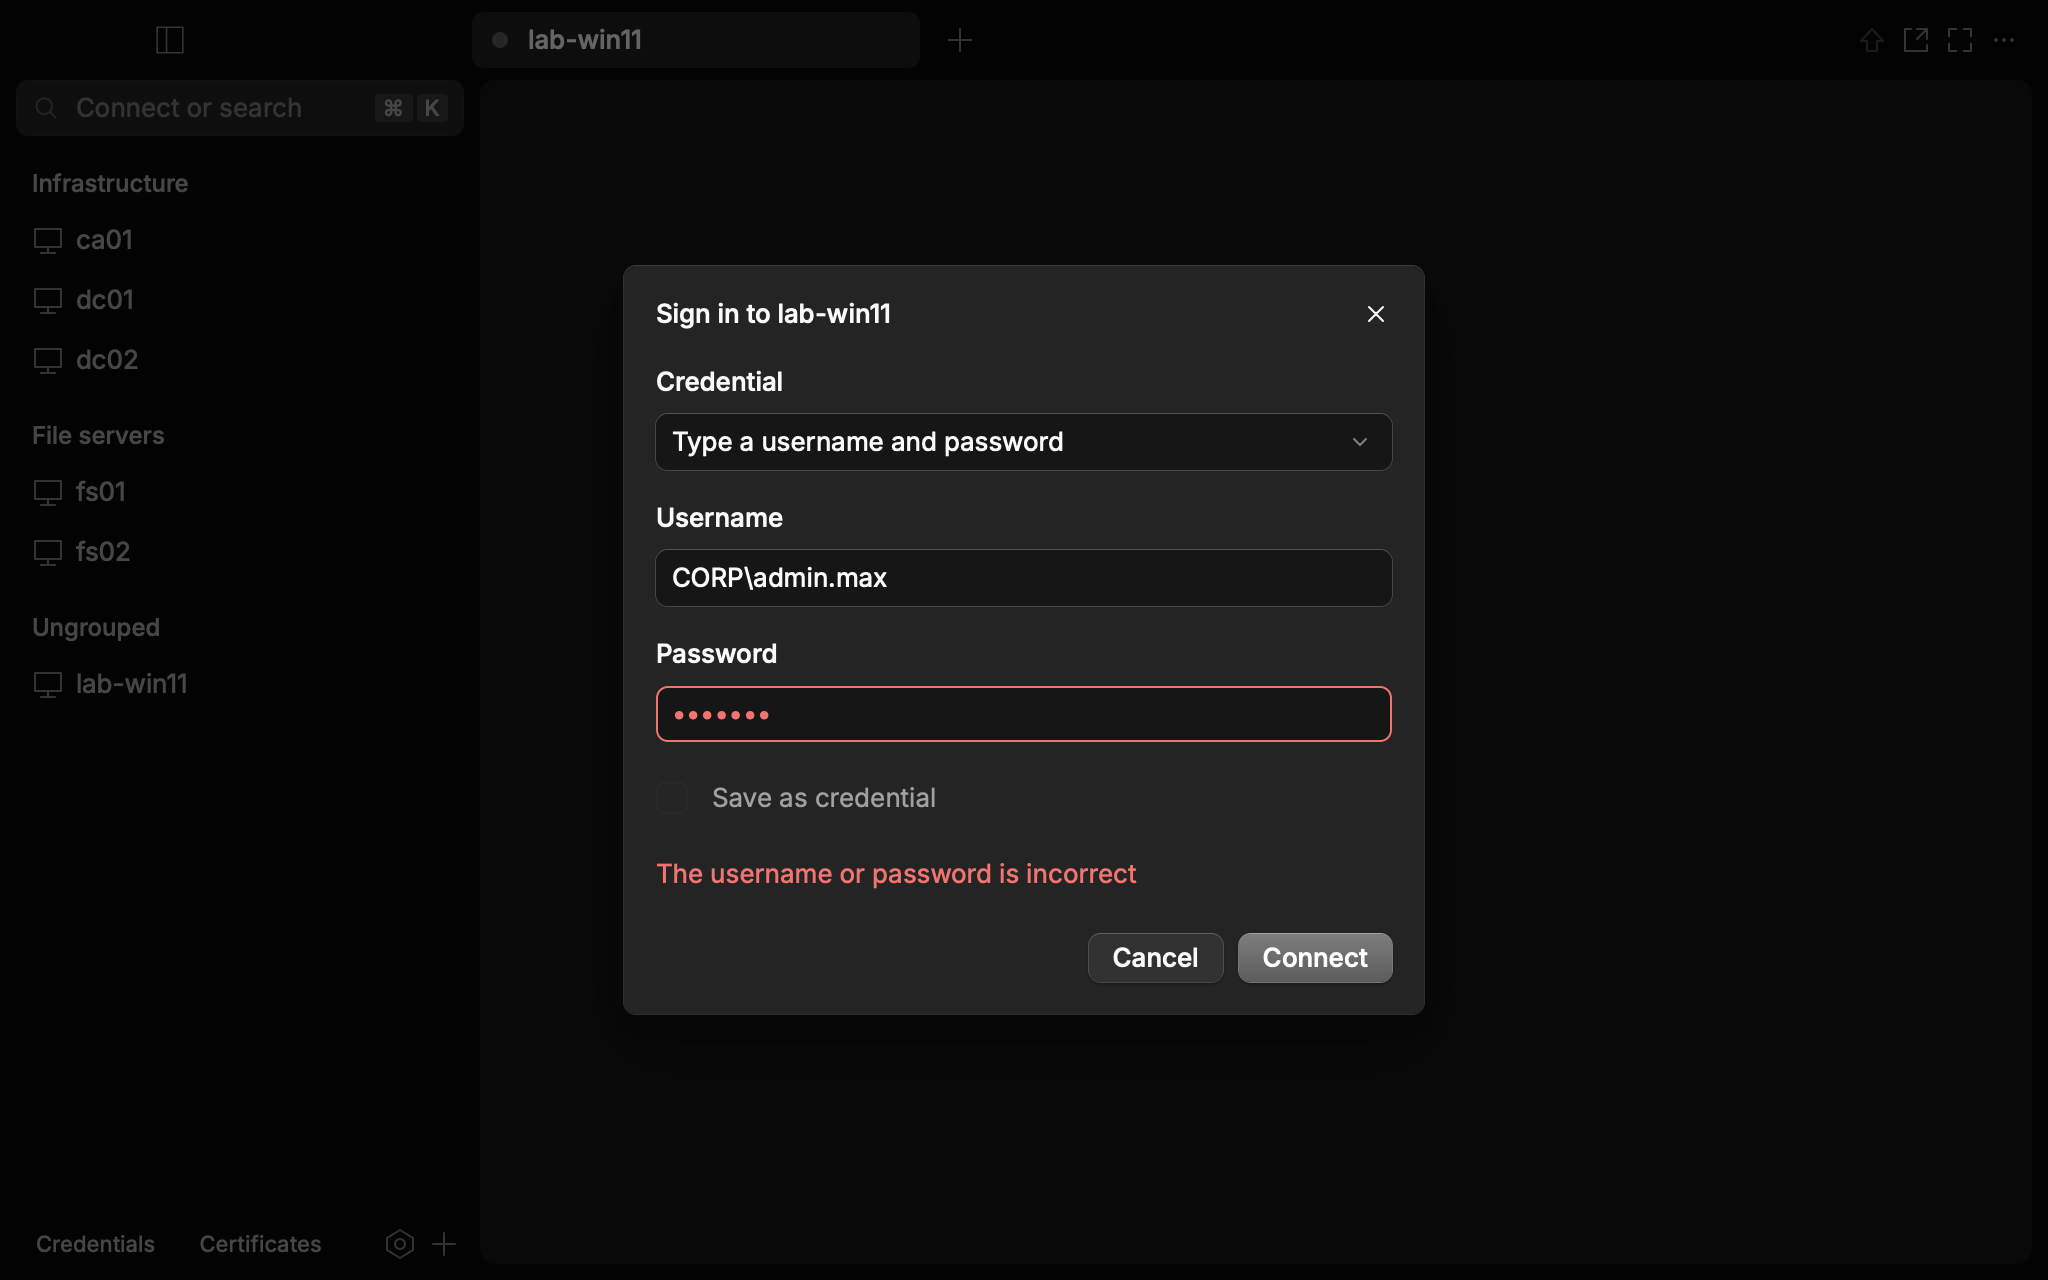 lab-win11
Connect or search ⌘ K
Infrastructure
ca01
dc01
dc02
File servers
fs01
fs02
Ungrouped
lab-win11
Credentials Certificates
Sign in to lab-win11
Credential
Type a username and password
Username
CORP\admin.max
Password
•••••••
Save as credential
The username or password is incorrect
Cancel Connect